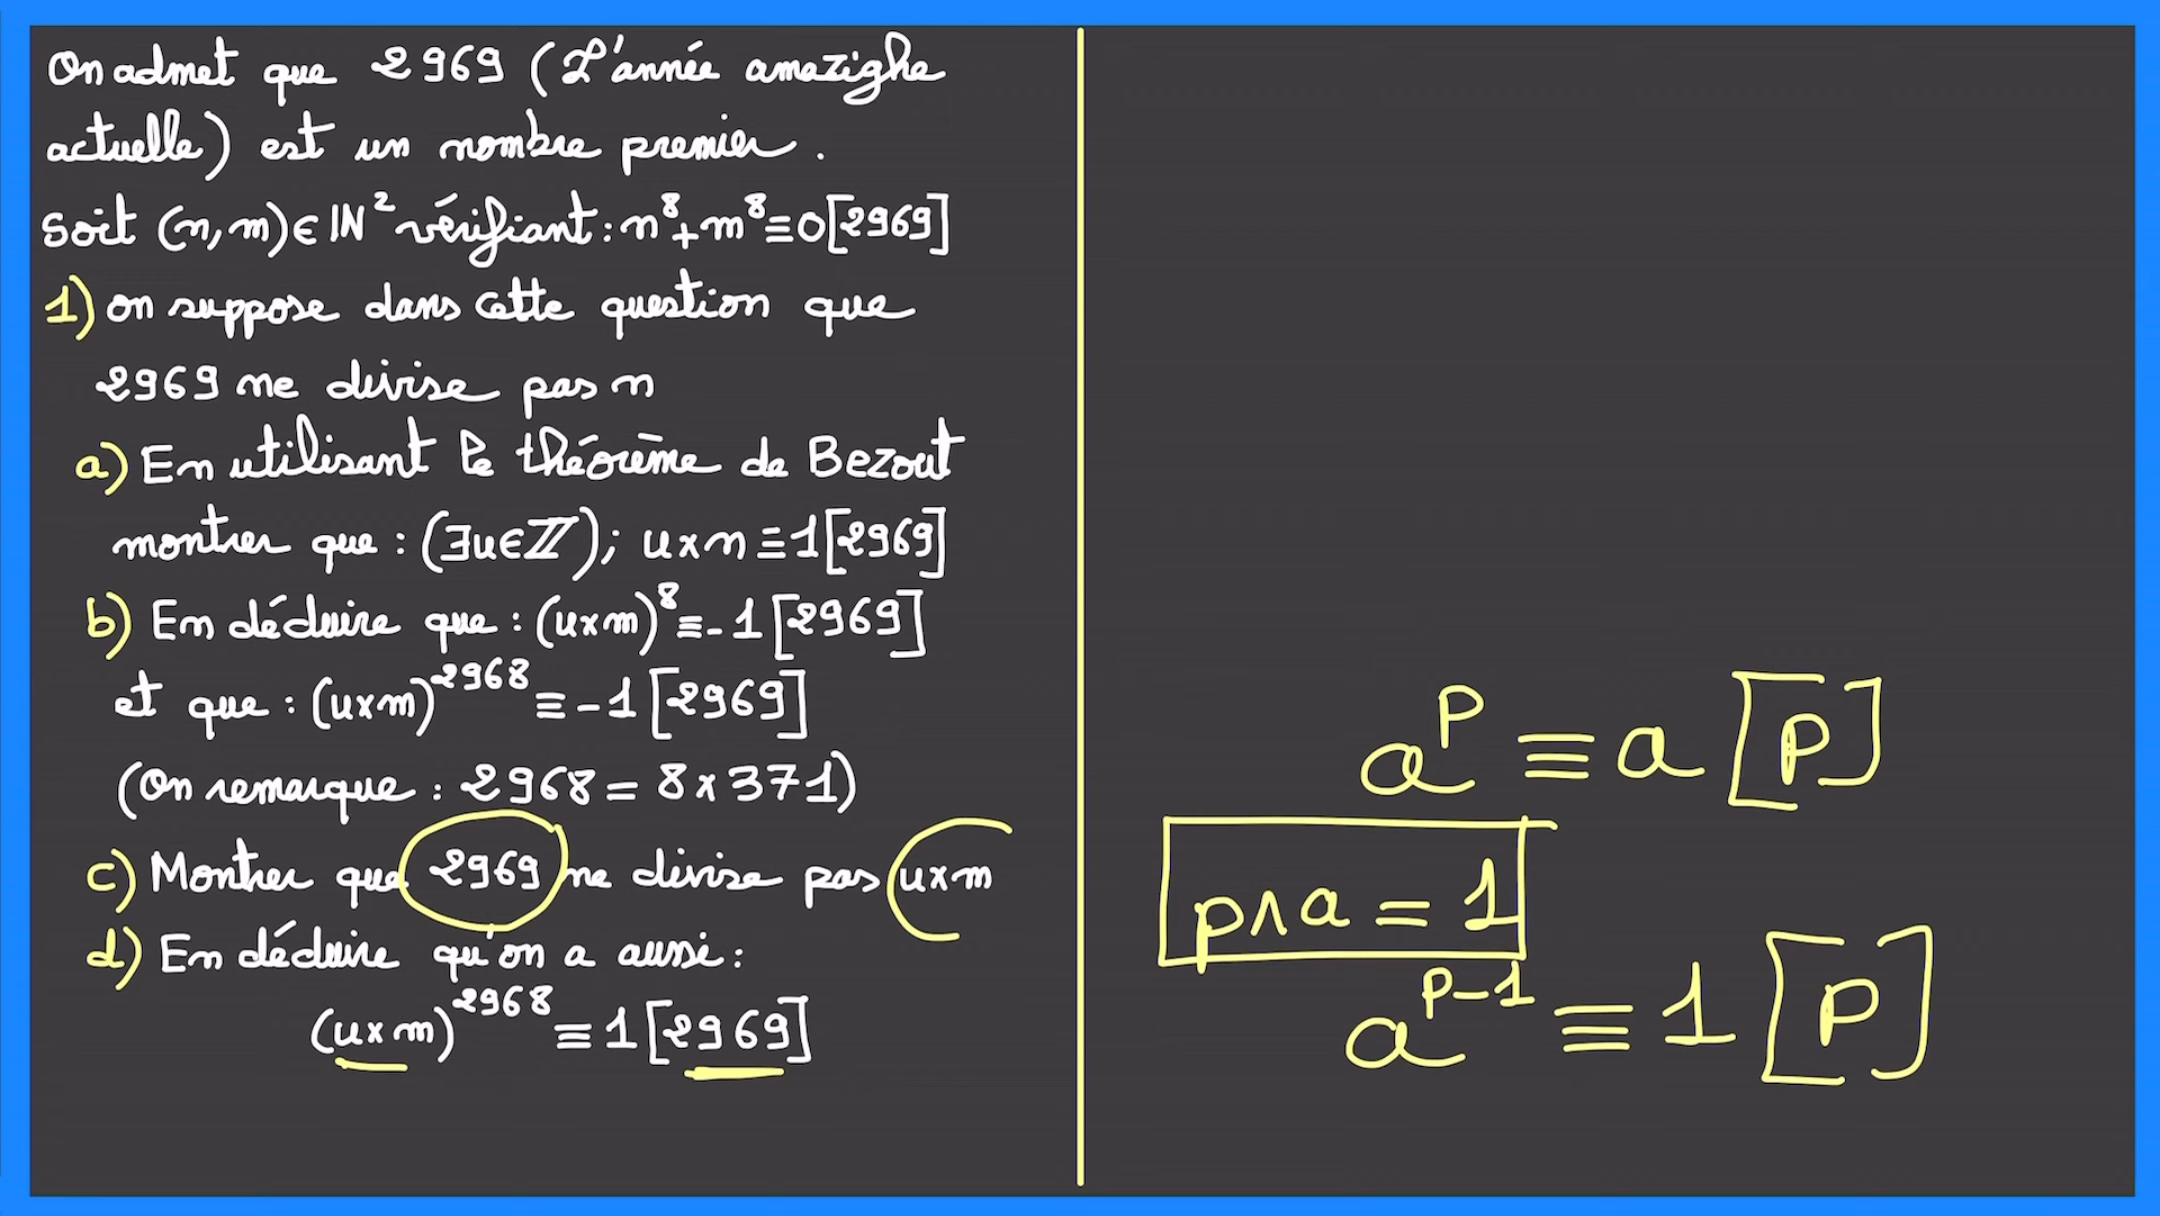 On admet que 2969 (L'année amazighe
actuelle) est un nombre premier.
Soit (n,m)∈ℕ² vérifiant: n⁸+m⁸≡0[2969]
1) on suppose dans cette question que
2969 ne divise pas n
a) En utilisant le théorème de Bezout
montrer que : (∃u∈ℤ); u×n≡1[2969]
b) En déduire que : (u×m)⁸≡-1[2969]
et que : (u×m)²⁹⁶⁸≡-1[2969]
(On remarque : 2968 = 8×371)
c) Montrer que 2969 ne divise pas u×m
d) En déduire qu'on a aussi :
(u×m)²⁹⁶⁸≡1[2969]
aᵖ ≡ a [p]
p∧a = 1
aᵖ⁻¹ ≡ 1 [p]